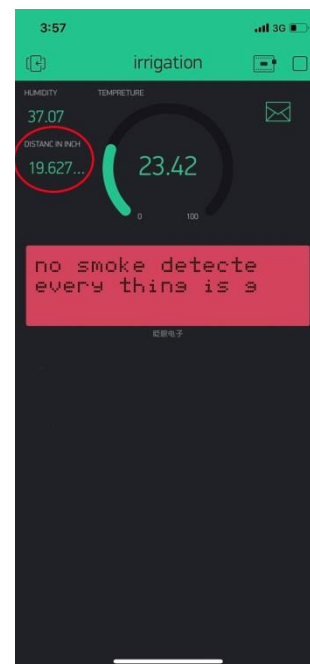 3:57 3G
irrigation
HUMIDITY TEMPRETURE
37.07
DISTANC IN INCH
19.627...
23.42
0 100
no smoke detecte
every thing is g